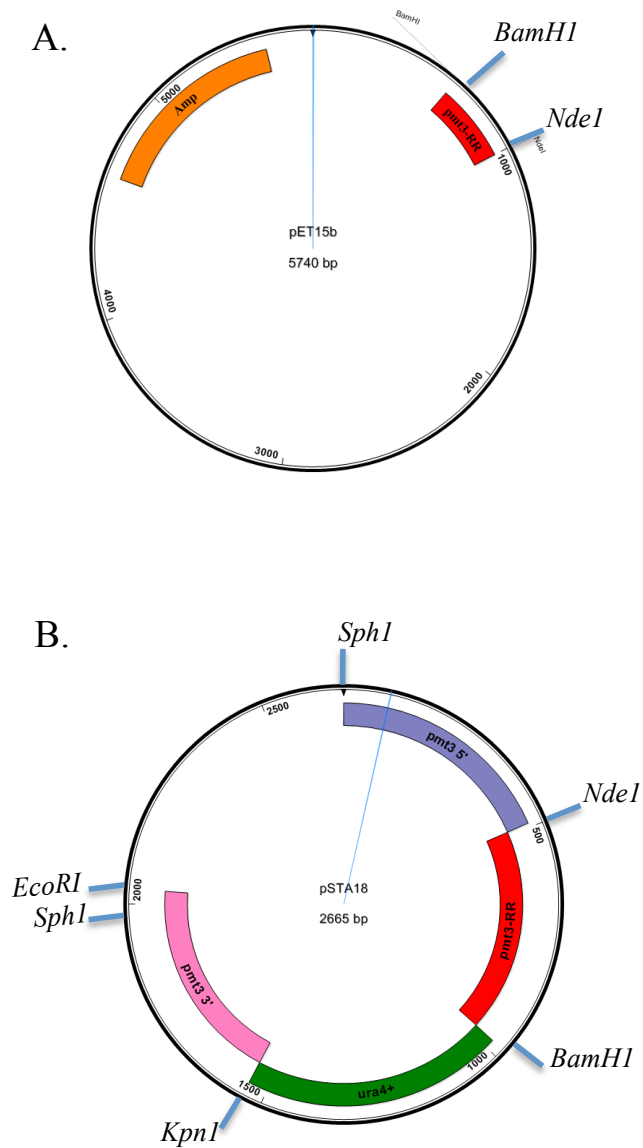 A.
BamHI
BamH1
Amp
5000
pmt3-RR
Nde1
NdeI
1000
pET15b
5740 bp
4000
2000
3000
B.
Sph1
2500
pmt3 5'
Nde1
500
EcoRI
2000
Sph1
pSTA18
2665 bp
pmt3-RR
pmt3 3'
BamH1
1000
1500
ura4+
Kpn1